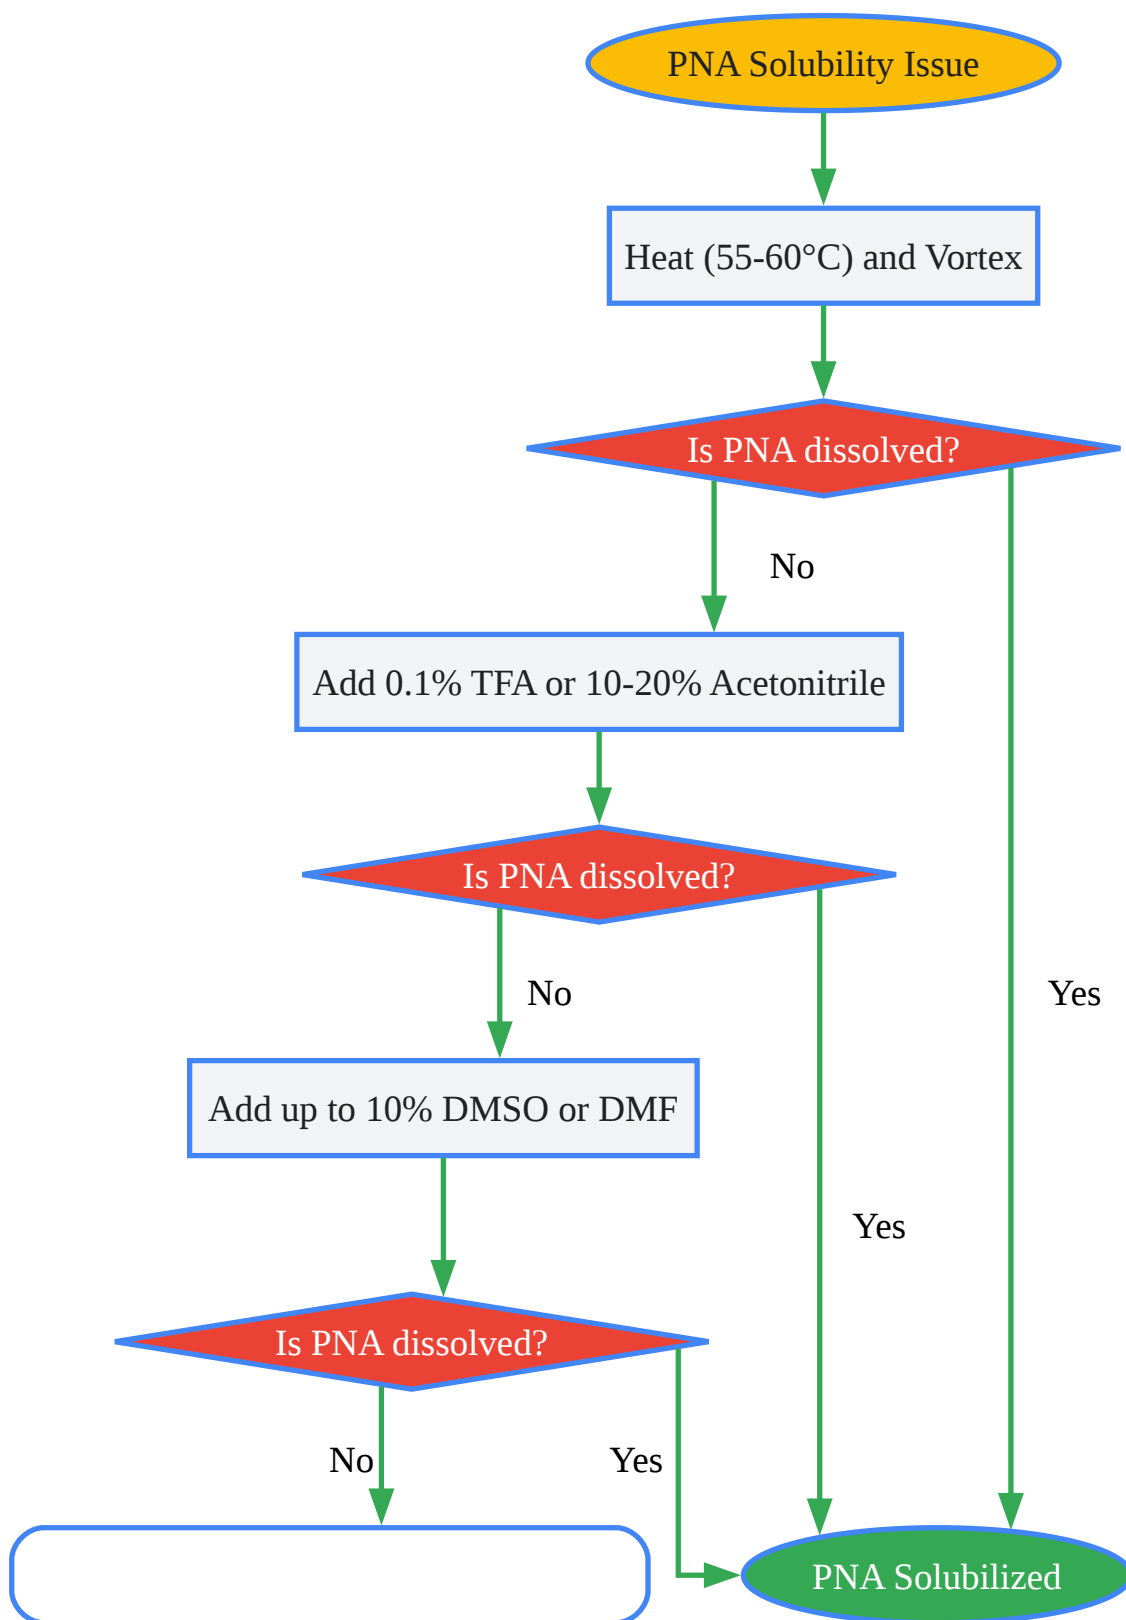 PNA Solubility Issue
Heat (55-60°C) and Vortex
Is PNA dissolved?
No
Add 0.1% TFA or 10-20% Acetonitrile
Is PNA dissolved?
No
Yes
Add up to 10% DMSO or DMF
Yes
Is PNA dissolved?
No
Yes
PNA Solubilized